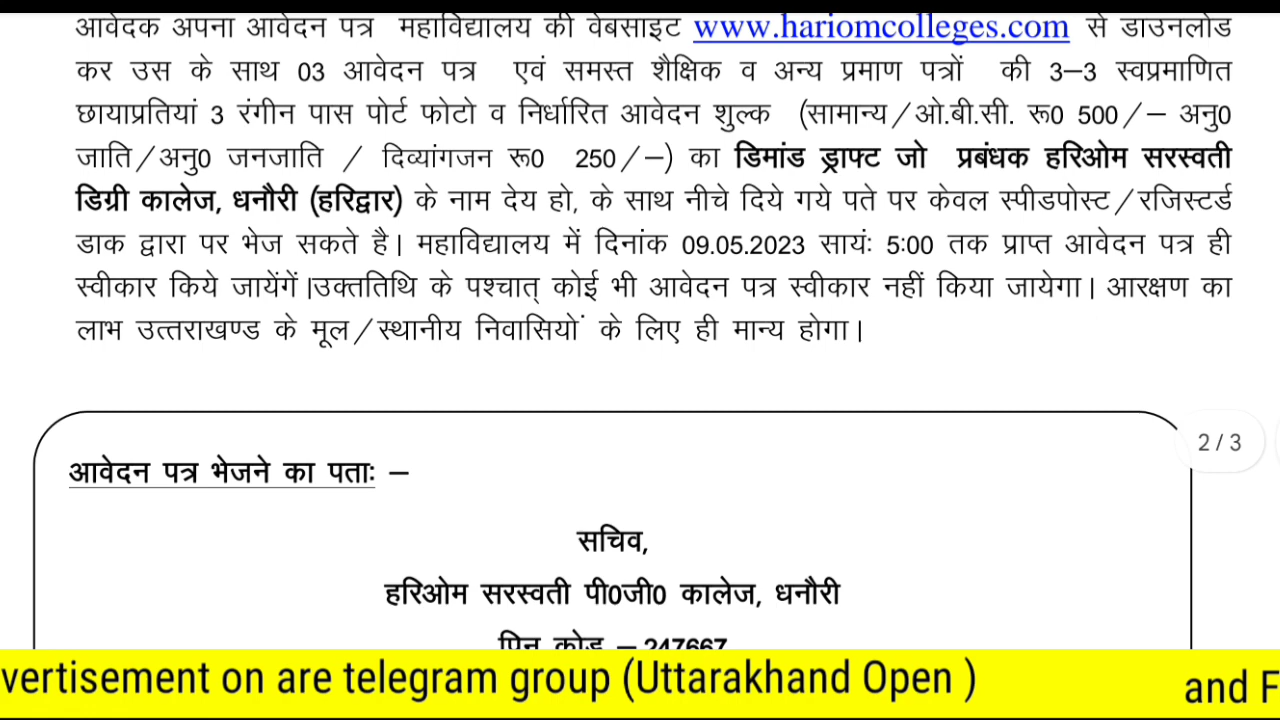 आवेदक अपना आवेदन पत्र महाविद्यालय की वेबसाइट www.hariomcolleges.com से डाउनलोड
कर उस के साथ 03 आवेदन पत्र एवं समस्त शैक्षिक व अन्य प्रमाण पत्रों की 3–3 स्वप्रमाणित
छायाप्रतियां 3 रंगीन पास पोर्ट फोटो व निर्धारित आवेदन शुल्क (सामान्य/ओ.बी.सी. रू0 500/– अनु0
जाति/अनु0 जनजाति / दिव्यांगजन रू0 250/–) का डिमांड ड्राफ्ट जो प्रबंधक हरिओम सरस्वती
डिग्री कालेज, धनौरी (हरिद्वार) के नाम देय हो, के साथ नीचे दिये गये पते पर केवल स्पीडपोस्ट/रजिस्टर्ड
डाक द्वारा पर भेज सकते है। महाविद्यालय में दिनांक 09.05.2023 सायंः 5:00 तक प्राप्त आवेदन पत्र ही
स्वीकार किये जायेंगें।उक्ततिथि के पश्चात् कोई भी आवेदन पत्र स्वीकार नहीं किया जायेगा। आरक्षण का
लाभ उत्तराखण्ड के मूल/स्थानीय निवासियों के लिए ही मान्य होगा।
2 / 3
आवेदन पत्र भेजने का पताः –
सचिव,
हरिओम सरस्वती पी0जी0 कालेज, धनौरी
पिन कोड – 247667
vertisement on are telegram group (Uttarakhand Open ) and F